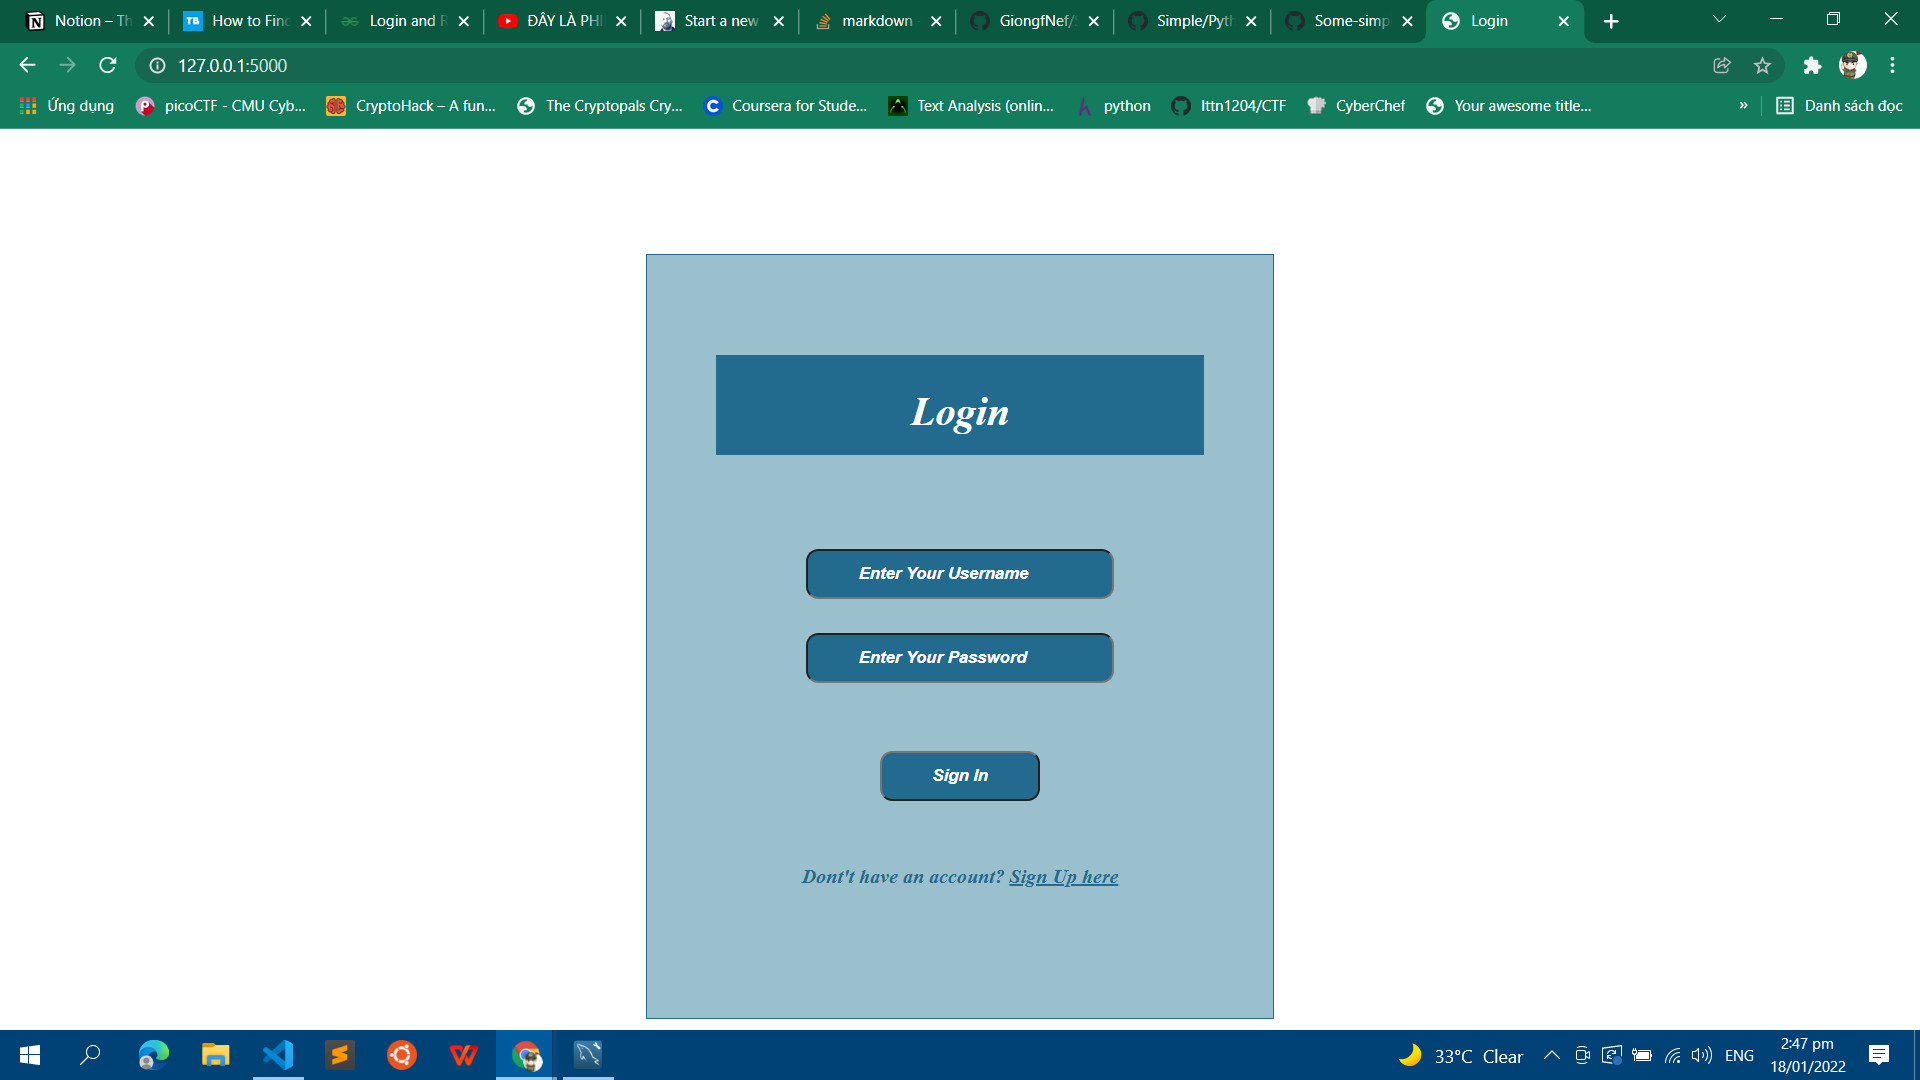 Notion – Th
How to Find
Login and R
ĐÂY LÀ PHI
Start a new
markdown
GiongfNef/
Simple/Pyth
Some-simp
Login
127.0.0.1:5000
Ứng dụng
picoCTF - CMU Cyb...
CryptoHack – A fun...
The Cryptopals Cry...
Coursera for Stude...
Text Analysis (onlin...
python
lttn1204/CTF
CyberChef
Your awesome title...
»
Danh sách đọc
Login
Enter Your Username
Enter Your Password
Sign In
Dont't have an account? Sign Up here
33°C Clear
ENG
2:47 pm
18/01/2022